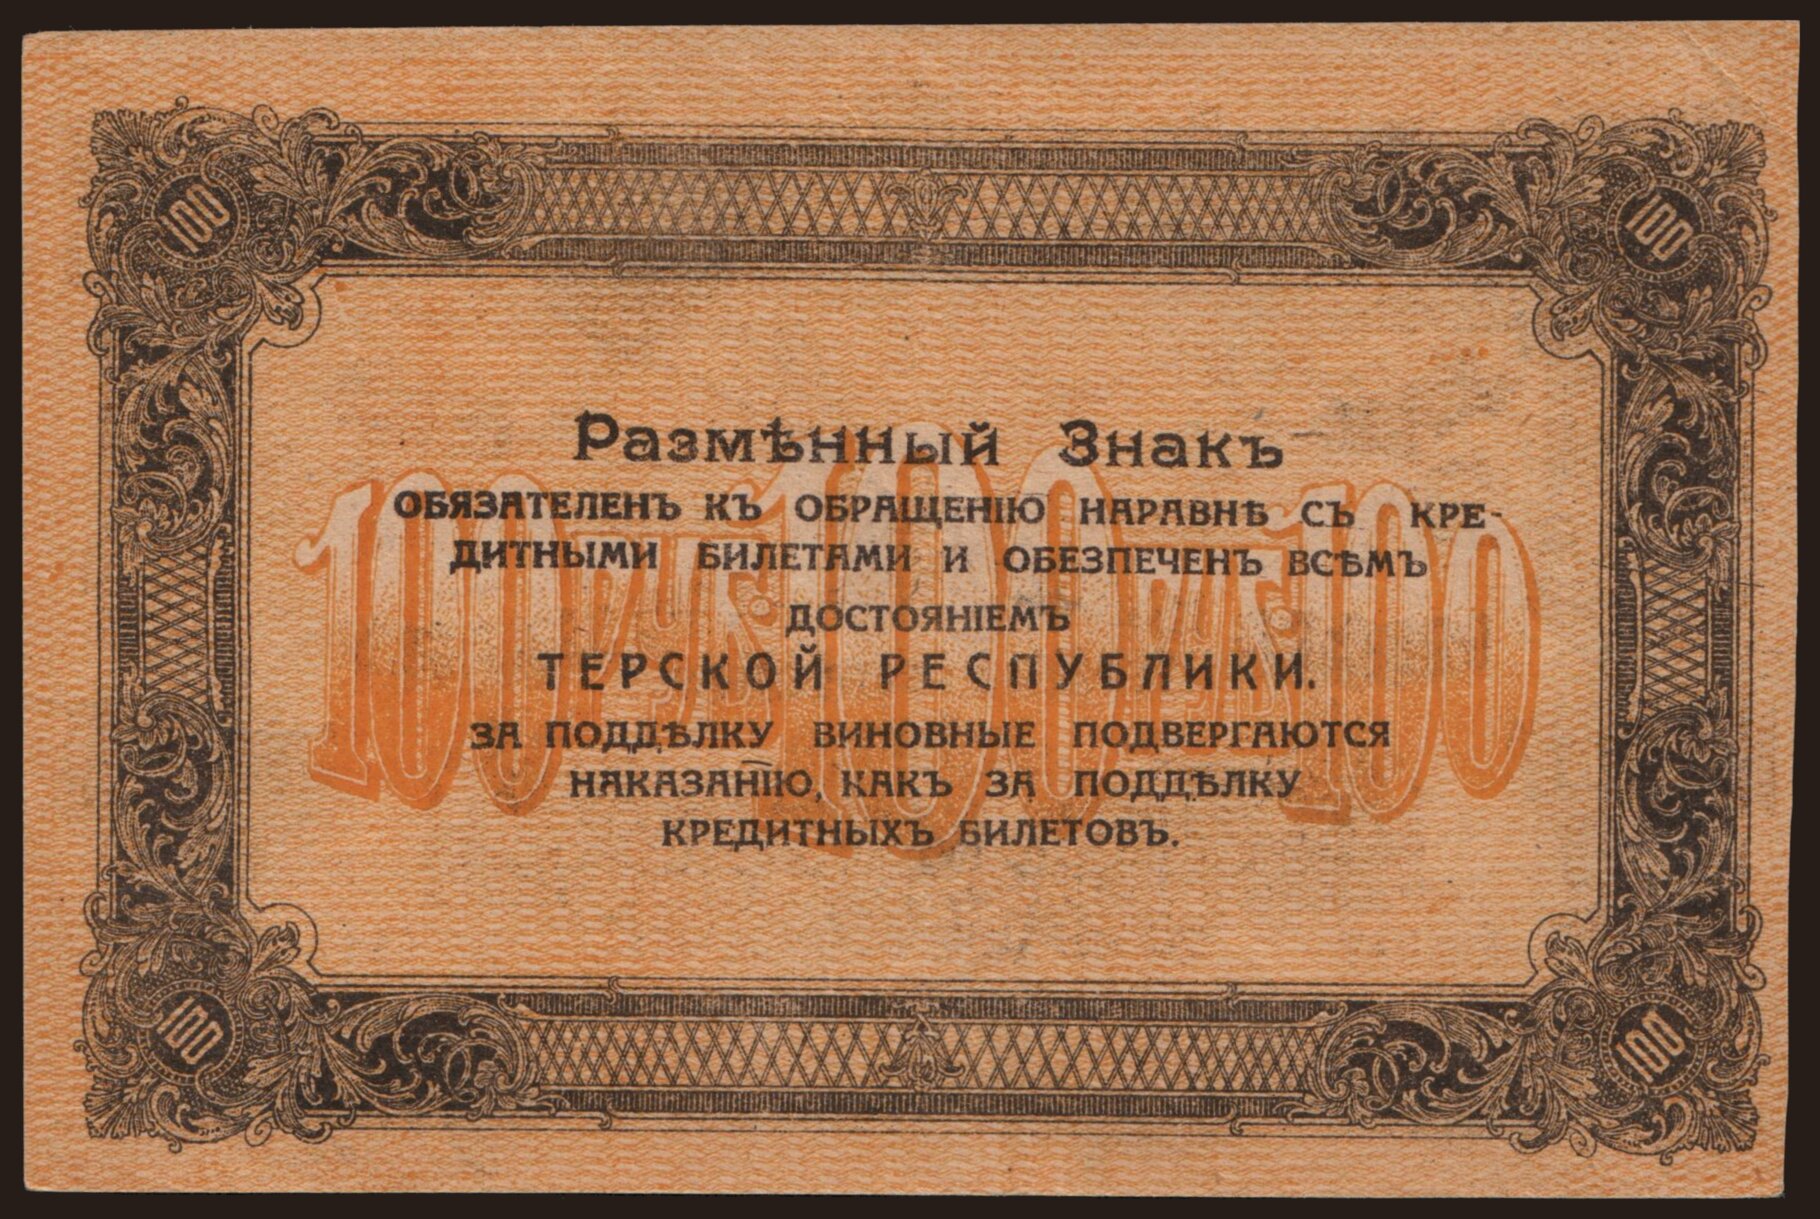 100 100
Размѣнный Знакъ
ОБЯЗАТЕЛЕНЪ КЪ ОБРАЩЕНІЮ НАРАВНѢ СЪ КРЕ-
ДИТНЫМИ БИЛЕТАМИ И ОБЕЗПЕЧЕНЪ ВСѢМЪ
ДОСТОЯНІЕМЪ
ТЕРСКОЙ РЕСПУБЛИКИ.
100 РУБ. 100 РУБ. 100
ЗА ПОДДѢЛКУ ВИНОВНЫЕ ПОДВЕРГАЮТСЯ
НАКАЗАНІЮ, КАКЪ ЗА ПОДДѢЛКУ
КРЕДИТНЫХЪ БИЛЕТОВЪ.
100 100